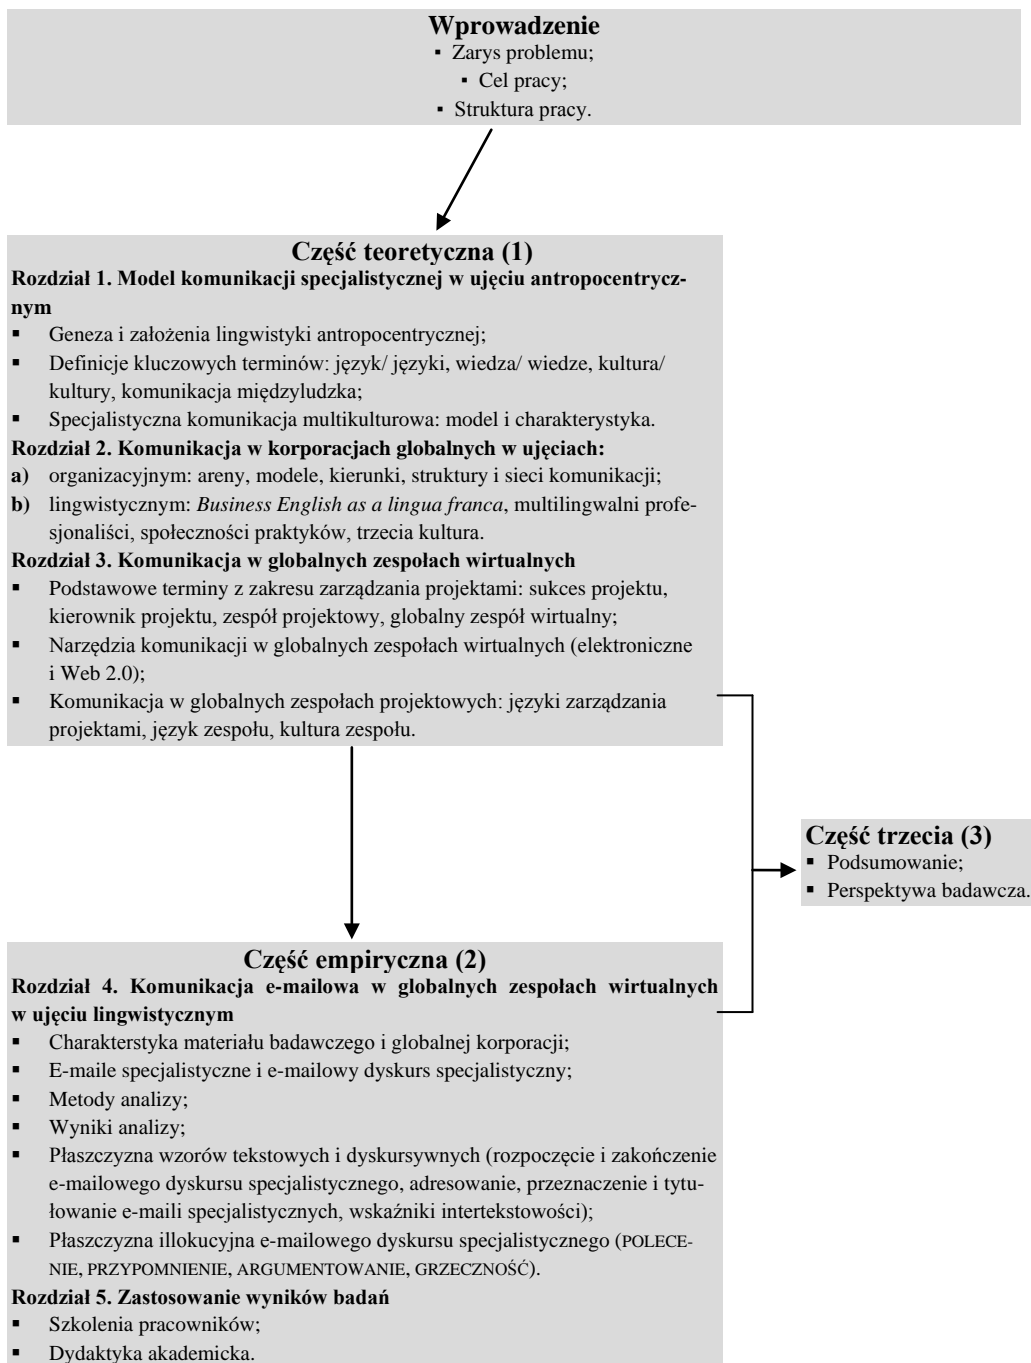 Wprowadzenie
▪ Zarys problemu;
▪ Cel pracy;
▪ Struktura pracy.
Część teoretyczna (1)
Rozdział 1. Model komunikacji specjalistycznej w ujęciu antropocentrycz-
nym
▪ Geneza i założenia lingwistyki antropocentrycznej;
▪ Definicje kluczowych terminów: język/ języki, wiedza/ wiedze, kultura/
kultury, komunikacja międzyludzka;
▪ Specjalistyczna komunikacja multikulturowa: model i charakterystyka.
Rozdział 2. Komunikacja w korporacjach globalnych w ujęciach:
a) organizacyjnym: areny, modele, kierunki, struktury i sieci komunikacji;
b) lingwistycznym: Business English as a lingua franca, multilingwalni profe-
sjonaliści, społeczności praktyków, trzecia kultura.
Rozdział 3. Komunikacja w globalnych zespołach wirtualnych
▪ Podstawowe terminy z zakresu zarządzania projektami: sukces projektu,
kierownik projektu, zespół projektowy, globalny zespół wirtualny;
▪ Narzędzia komunikacji w globalnych zespołach wirtualnych (elektroniczne
i Web 2.0);
▪ Komunikacja w globalnych zespołach projektowych: języki zarządzania
projektami, język zespołu, kultura zespołu.
Część trzecia (3)
▪ Podsumowanie;
▪ Perspektywa badawcza.
Część empiryczna (2)
Rozdział 4. Komunikacja e-mailowa w globalnych zespołach wirtualnych
w ujęciu lingwistycznym
▪ Charakterstyka materiału badawczego i globalnej korporacji;
▪ E-maile specjalistyczne i e-mailowy dyskurs specjalistyczny;
▪ Metody analizy;
▪ Wyniki analizy;
▪ Płaszczyzna wzorów tekstowych i dyskursywnych (rozpoczęcie i zakończenie
e-mailowego dyskursu specjalistycznego, adresowanie, przeznaczenie i tytu-
łowanie e-maili specjalistycznych, wskaźniki intertekstowości);
▪ Płaszczyzna illokucyjna e-mailowego dyskursu specjalistycznego (POLECE-
NIE, PRZYPOMNIENIE, ARGUMENTOWANIE, GRZECZNOŚĆ).
Rozdział 5. Zastosowanie wyników badań
▪ Szkolenia pracowników;
▪ Dydaktyka akademicka.